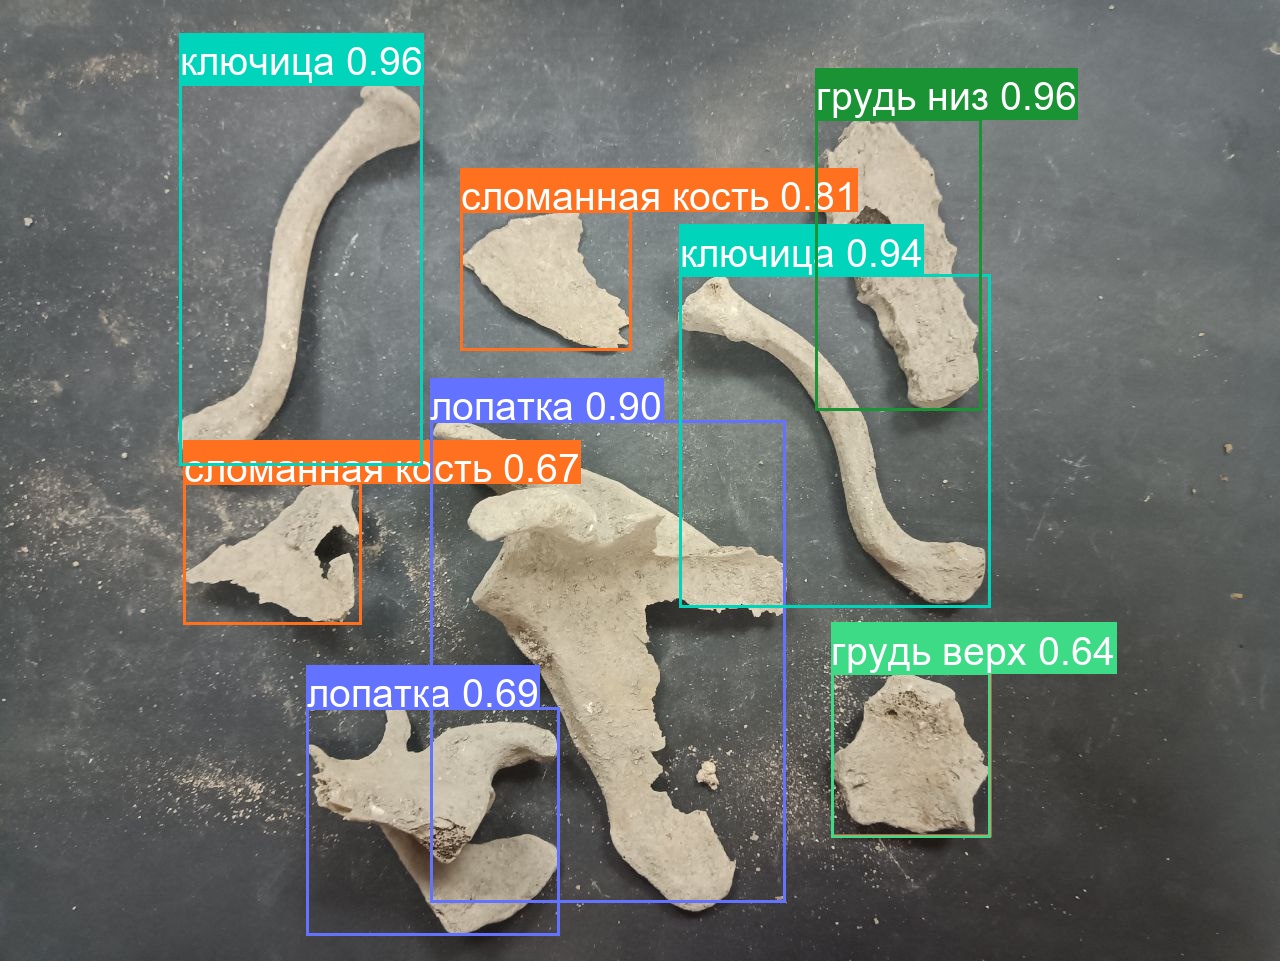 ключица 0.96
грудь низ 0.96
сломанная кость 0.81
ключица 0.94
лопатка 0.90
сломанная кость 0.67
грудь верх 0.64
лопатка 0.69